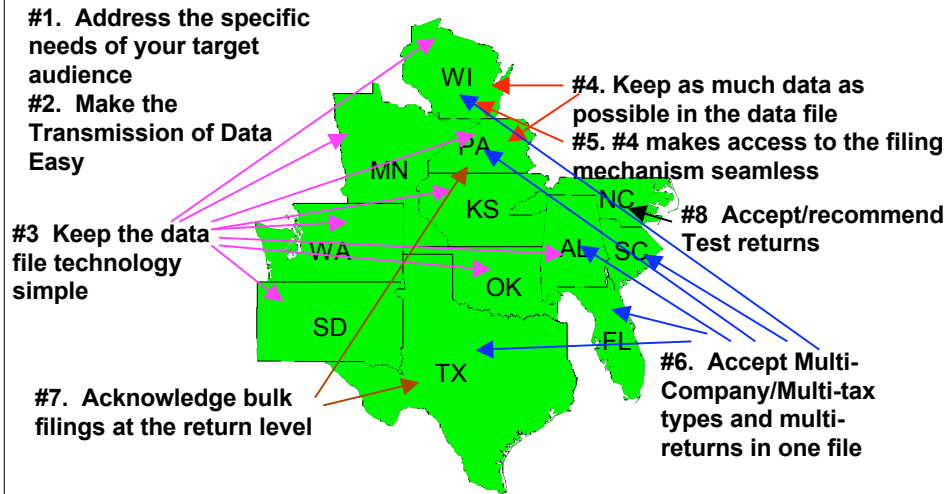 #1. Address the specific
needs of your target
audience
#2. Make the
Transmission of Data
Easy
WI
#4. Keep as much data as
possible in the data file
#5. #4 makes access to the filing
mechanism seamless
PA
MN
KS
NC
#8 Accept/recommend
Test returns
#3 Keep the data
file technology
simple
WA
AL
SC
OK
SD
FL
TX
#6. Accept Multi-
Company/Multi-tax
types and multi-
returns in one file
#7. Acknowledge bulk
filings at the return level